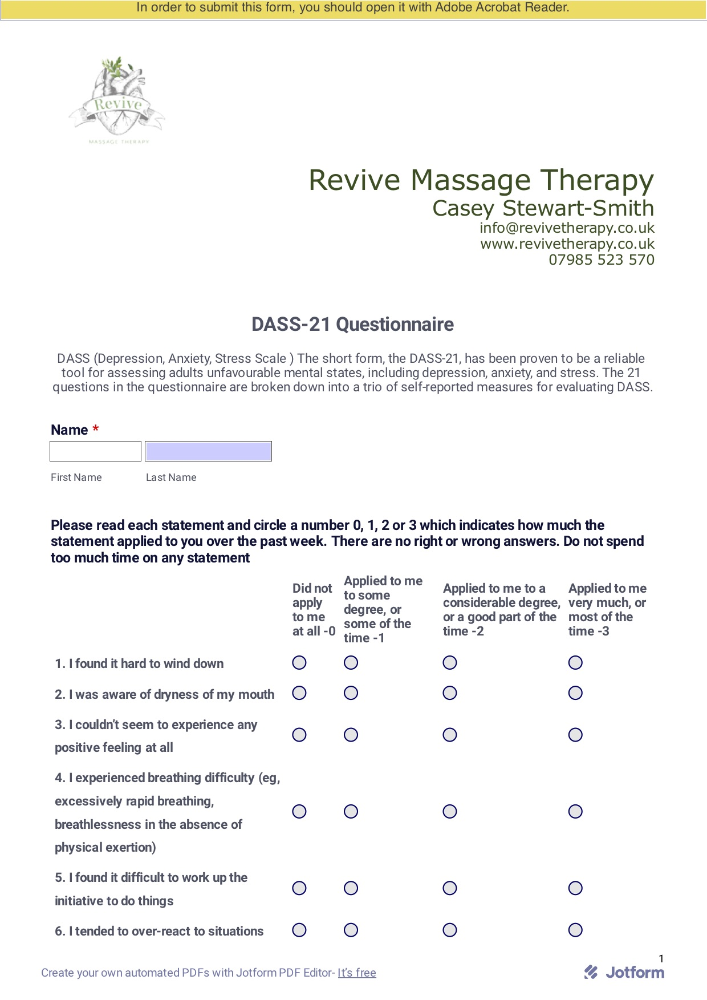 In order to submit this form, you should open it with Adobe Acrobat Reader.
Revive
MASSAGE THERAPY
Revive Massage Therapy
Casey Stewart-Smith
info@revivetherapy.co.uk
www.revivetherapy.co.uk
07985 523 570
DASS-21 Questionnaire
DASS (Depression, Anxiety, Stress Scale ) The short form, the DASS-21, has been proven to be a reliable
tool for assessing adults unfavourable mental states, including depression, anxiety, and stress. The 21
questions in the questionnaire are broken down into a trio of self-reported measures for evaluating DASS.
Name *
First Name Last Name
Please read each statement and circle a number 0, 1, 2 or 3 which indicates how much the
statement applied to you over the past week. There are no right or wrong answers. Do not spend
too much time on any statement
Did not
apply
to me
at all -0
Applied to me
to some
degree, or
some of the
time -1
Applied to me to a
considerable degree,
or a good part of the
time -2
Applied to me
very much, or
most of the
time -3
1. I found it hard to wind down
2. I was aware of dryness of my mouth
3. I couldn’t seem to experience any
positive feeling at all
4. I experienced breathing difficulty (eg,
excessively rapid breathing,
breathlessness in the absence of
physical exertion)
5. I found it difficult to work up the
initiative to do things
6. I tended to over-react to situations
1
Create your own automated PDFs with Jotform PDF Editor- It’s free
Jotform